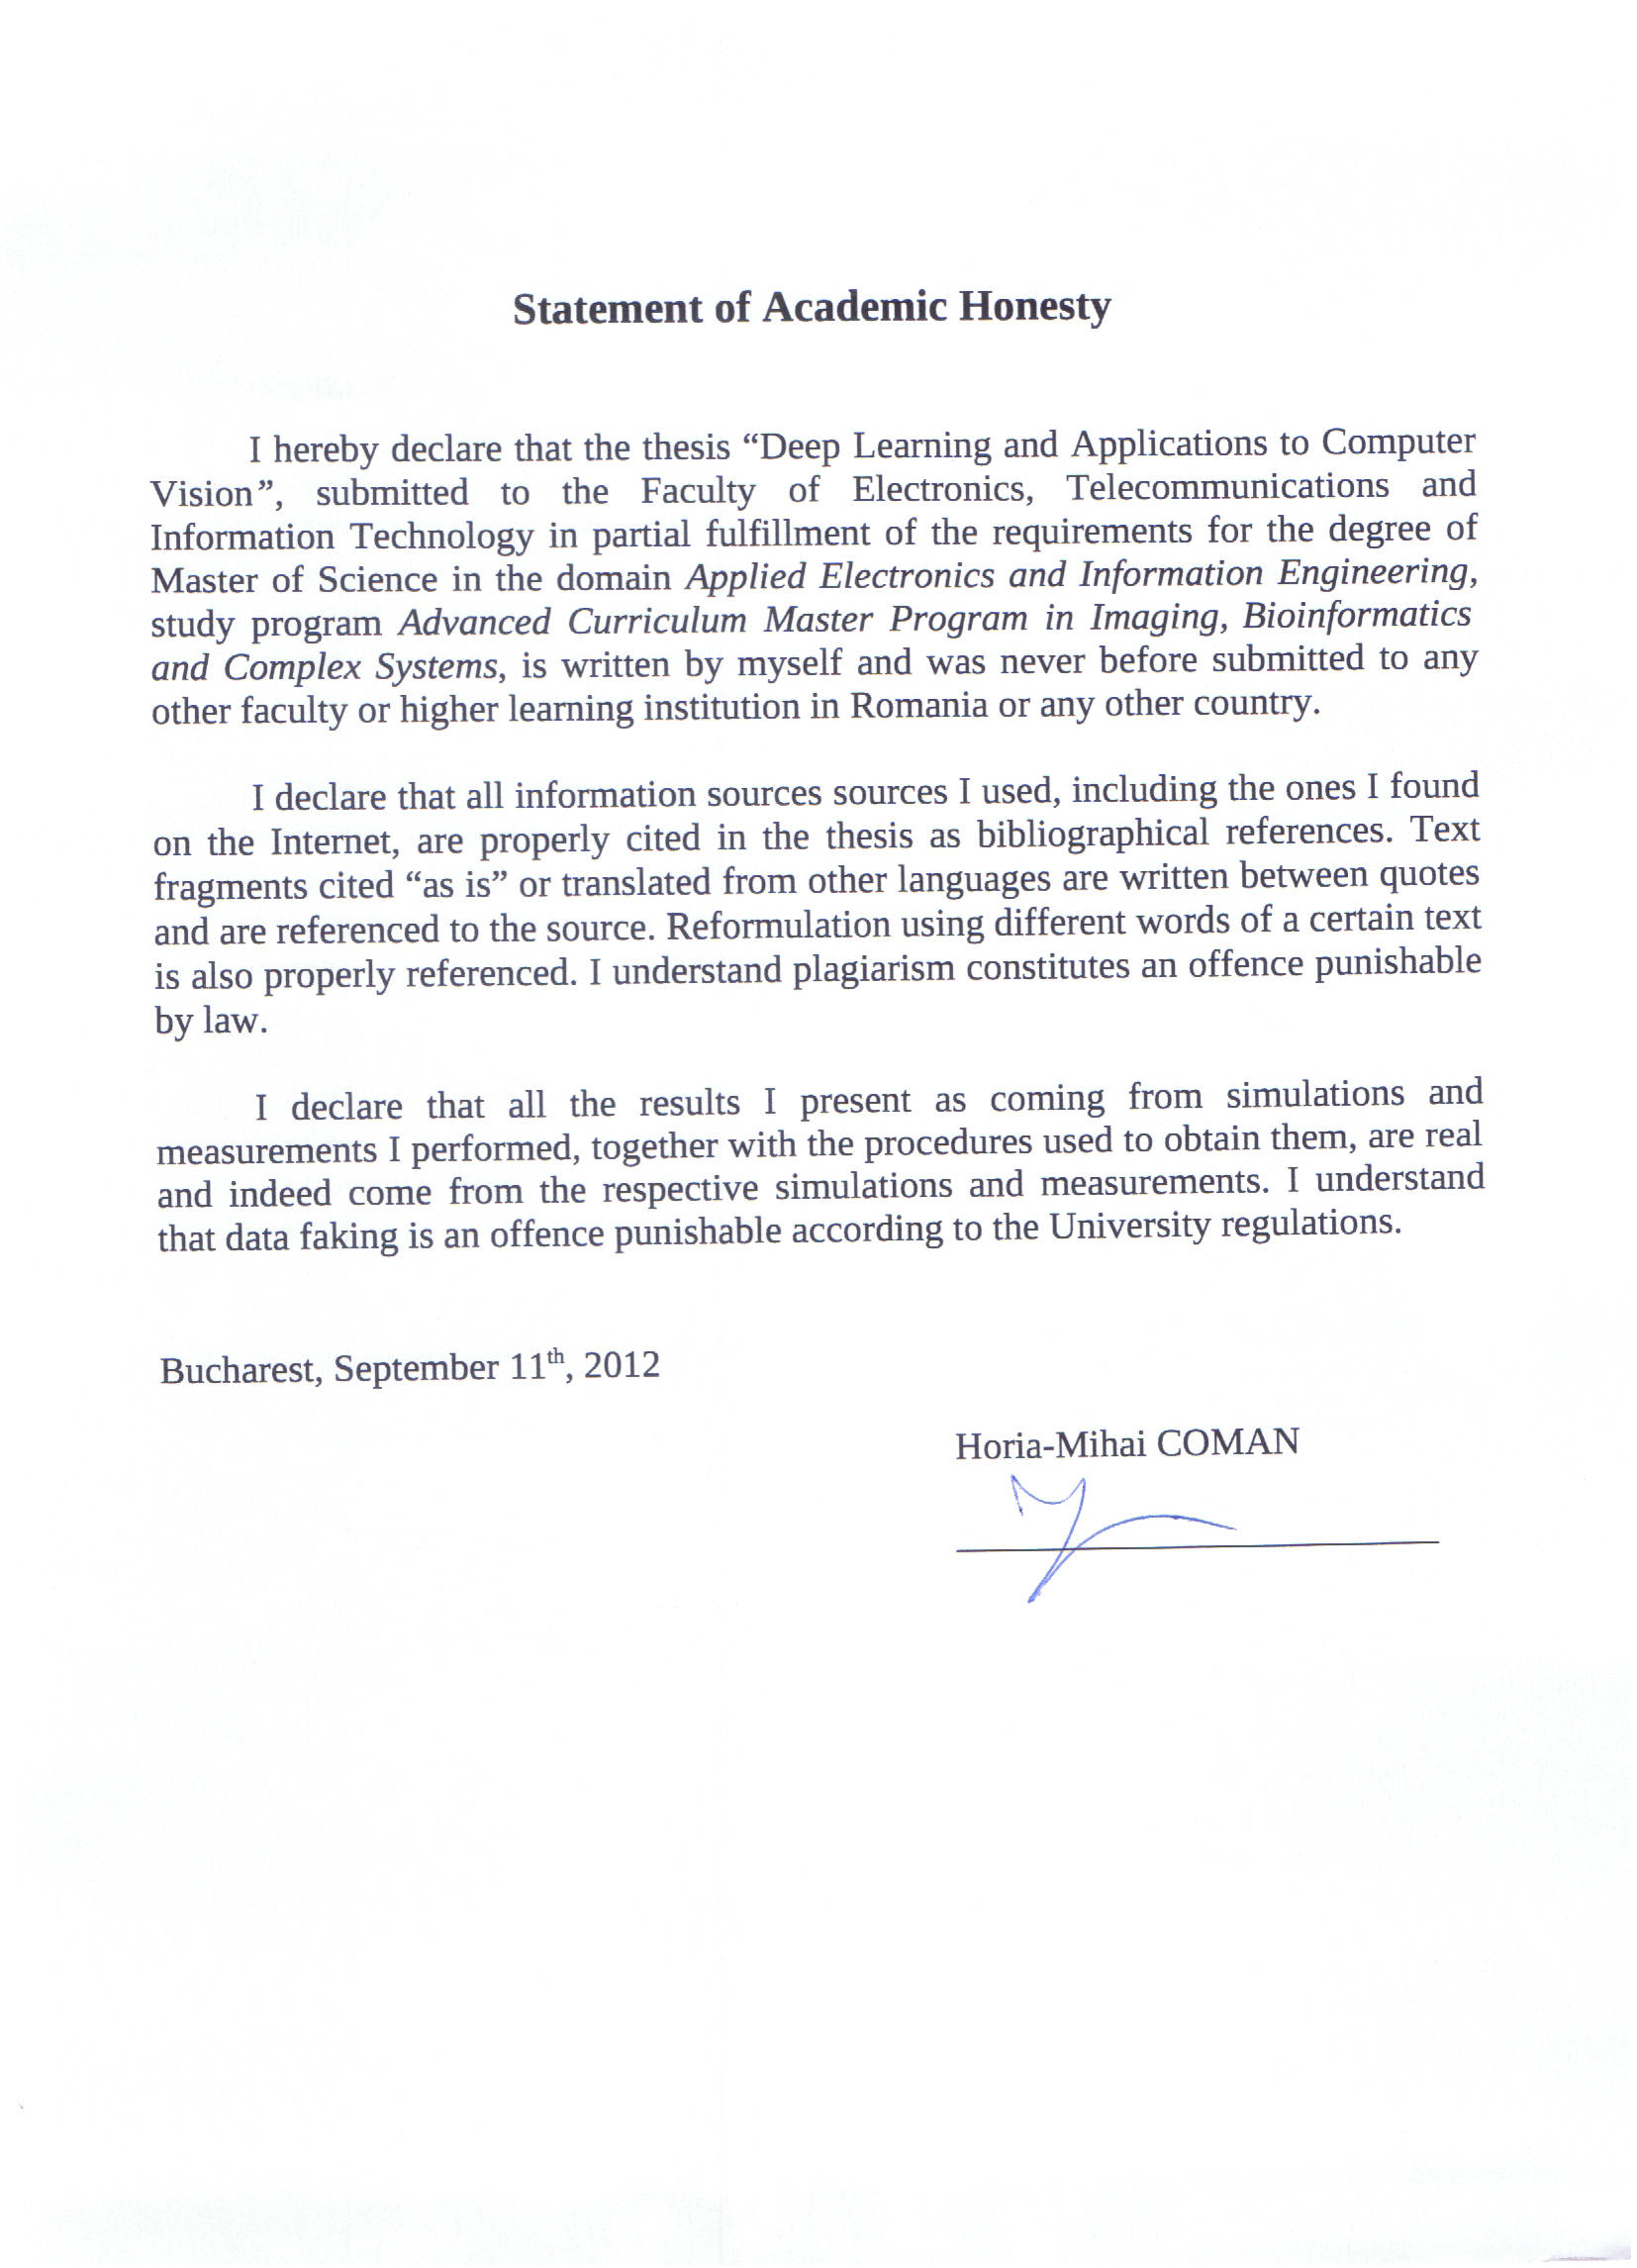 Statement of Academic Honesty
I hereby declare that the thesis “Deep Learning and Applications to Computer
Vision”, submitted to the Faculty of Electronics, Telecommunications and
Information Technology in partial fulfillment of the requirements for the degree of
Master of Science in the domain Applied Electronics and Information Engineering,
study program Advanced Curriculum Master Program in Imaging, Bioinformatics
and Complex Systems, is written by myself and was never before submitted to any
other faculty or higher learning institution in Romania or any other country.
I declare that all information sources sources I used, including the ones I found
on the Internet, are properly cited in the thesis as bibliographical references. Text
fragments cited “as is” or translated from other languages are written between quotes
and are referenced to the source. Reformulation using different words of a certain text
is also properly referenced. I understand plagiarism constitutes an offence punishable
by law.
I declare that all the results I present as coming from simulations and
measurements I performed, together with the procedures used to obtain them, are real
and indeed come from the respective simulations and measurements. I understand
that data faking is an offence punishable according to the University regulations.
Bucharest, September 11th, 2012
Horia-Mihai COMAN